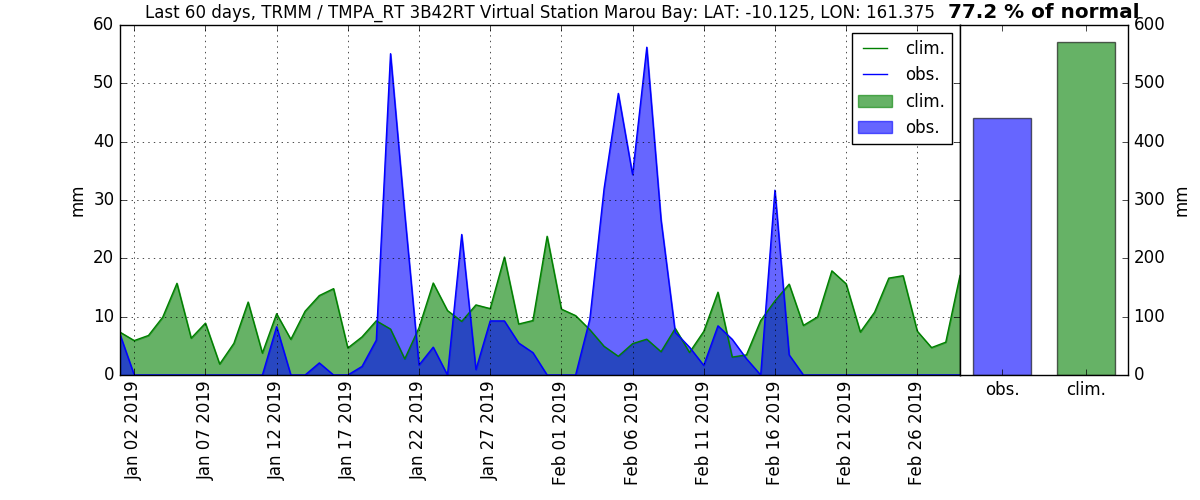 Last 60 days, TRMM / TMPA_RT 3B42RT Virtual Station Marou Bay: LAT: -10.125, LON: 161.375 77.2 % of normal
60
50
40
30
20
10
0
mm
clim.
obs.
clim.
obs.
Jan 02 2019
Jan 07 2019
Jan 12 2019
Jan 17 2019
Jan 22 2019
Jan 27 2019
Feb 01 2019
Feb 06 2019
Feb 11 2019
Feb 16 2019
Feb 21 2019
Feb 26 2019
600
500
400
300
200
100
0
mm
obs.
clim.